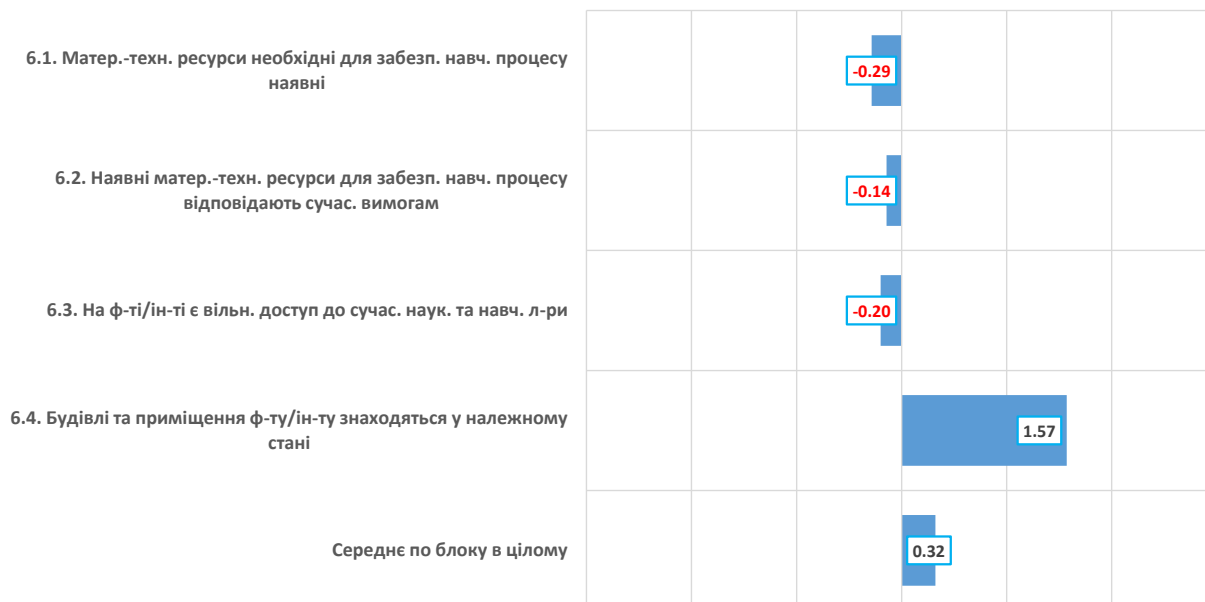 6.1. Матер.-техн. ресурси необхідні для забезп. навч. процесу
наявні
-0.29
6.2. Наявні матер.-техн. ресурси для забезп. навч. процесу
відповідають сучас. вимогам
-0.14
6.3. На ф-ті/ін-ті є вільн. доступ до сучас. наук. та навч. л-ри
-0.20
6.4. Будівлі та приміщення ф-ту/ін-ту знаходяться у належному
стані
1.57
Середнє по блоку в цілому
0.32